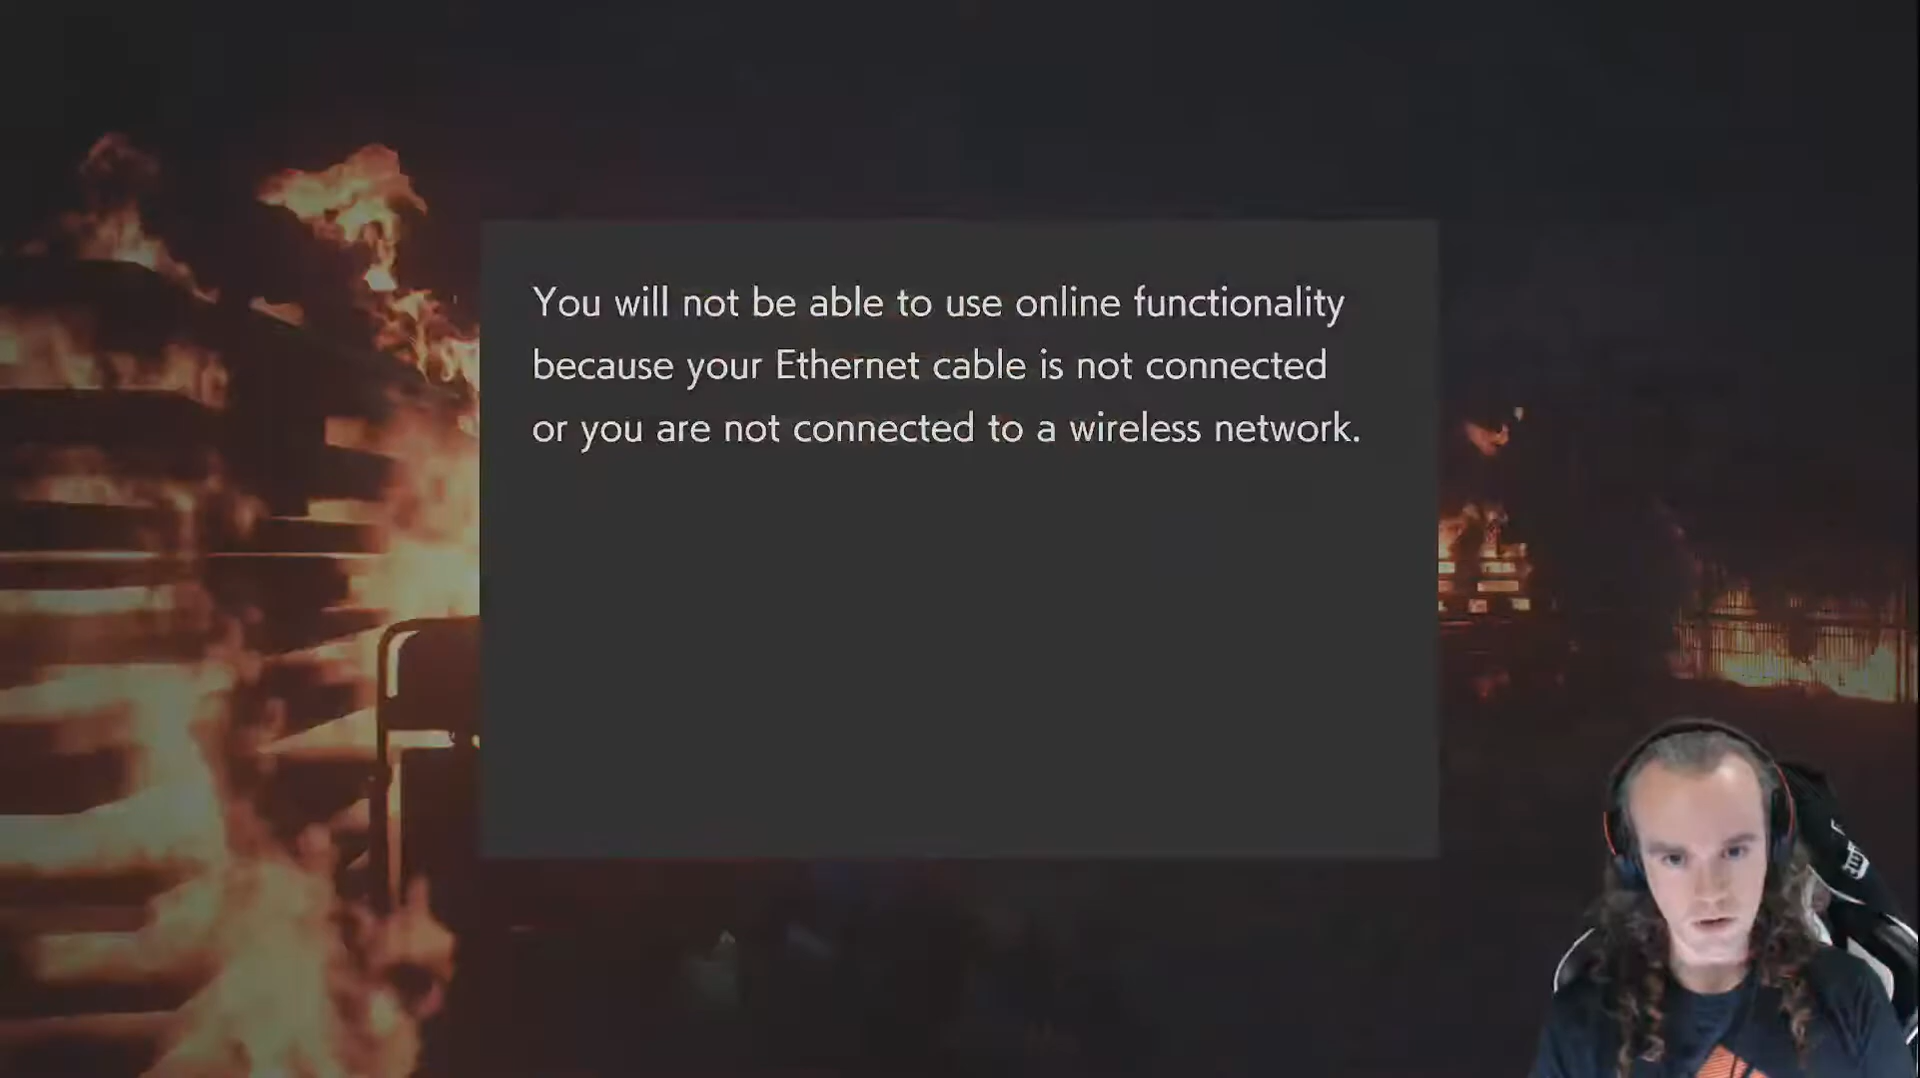 You will not be able to use online functionality
because your Ethernet cable is not connected
or you are not connected to a wireless network.